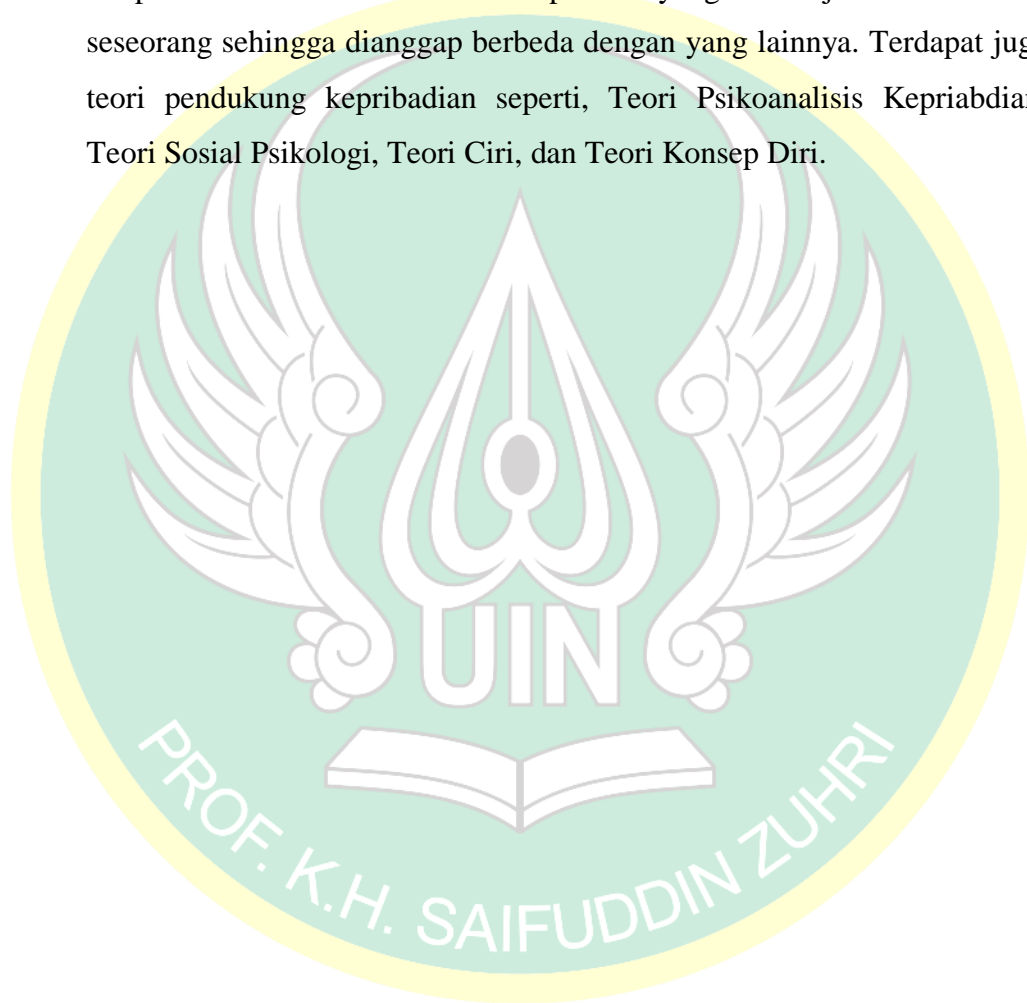 seseorang sehingga dianggap berbeda dengan yang lainnya. Terdapat jug
teori pendukung kepribadian seperti, Teori Psikoanalisis Kepriabdian
Teori Sosial Psikologi, Teori Ciri, dan Teori Konsep Diri.
UIN
PROF. K.H. SAIFUDDIN ZUHRI